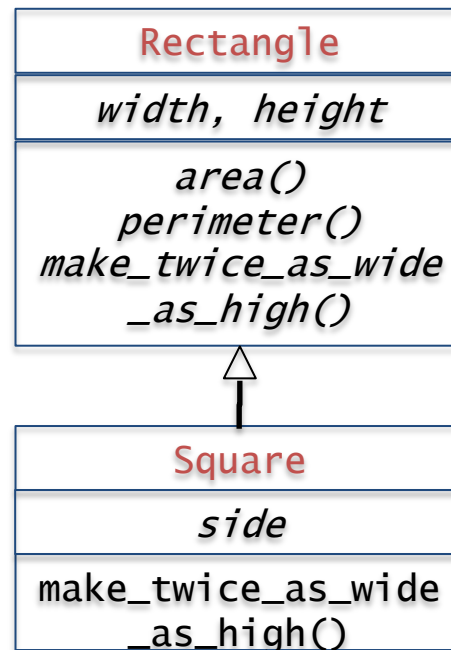 Rectangle
width, height
area()
perimeter()
make_twice_as_wide
_as_high()
Square
side
make_twice_as_wide
_as_high()